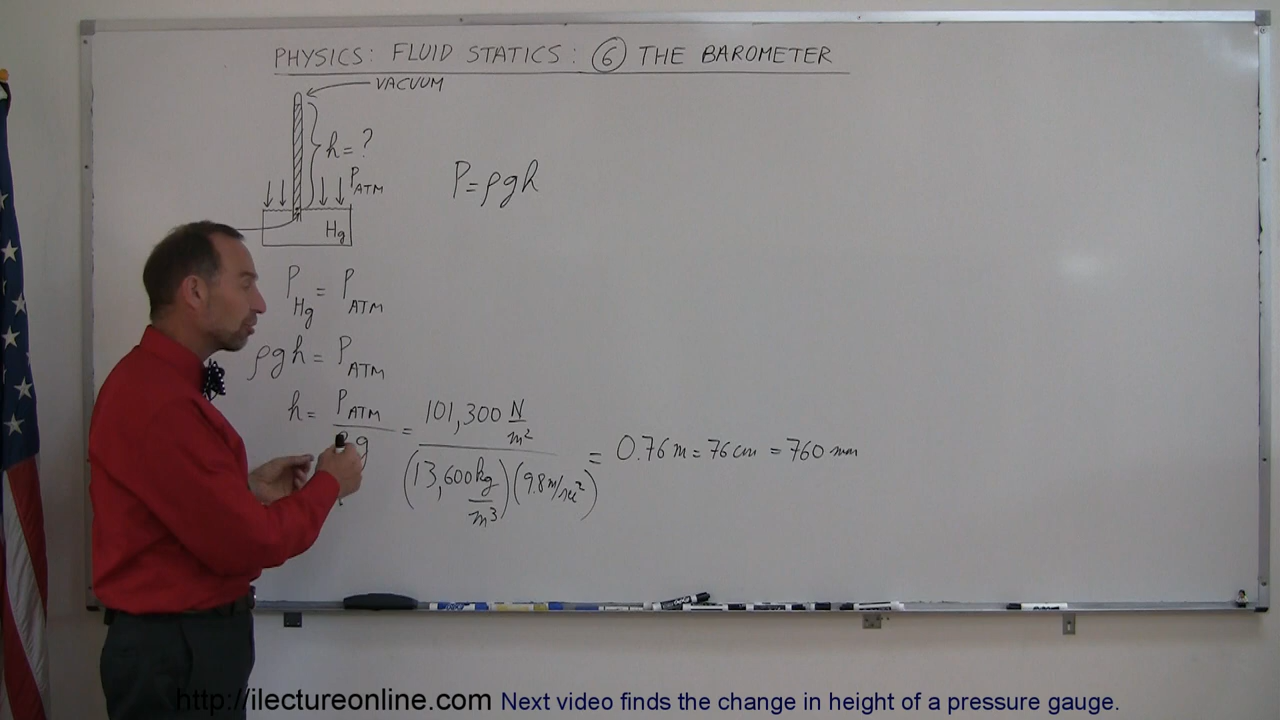 PHYSICS: FLUID STATICS: ⑥ THE BAROMETER
VACUUM
h = ?
P_ATM
P = ρgh
Hg
P_Hg = P_ATM
ρgh = P_ATM
h = P_ATM / ρg = 101,300 N/m² / (13,600 kg/m³)(9.8 m/sec²) = 0.76 m = 76 cm = 760 mm
http://ilectureonline.com Next video finds the change in height of a pressure gauge.